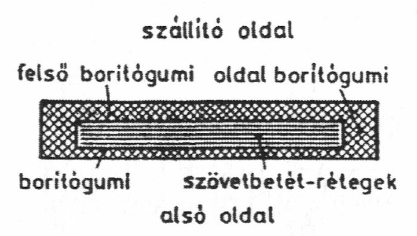 szállító oldal
felső borítógumi oldal borítógumi
borítógumi szövetbetét-rétegek
alsó oldal